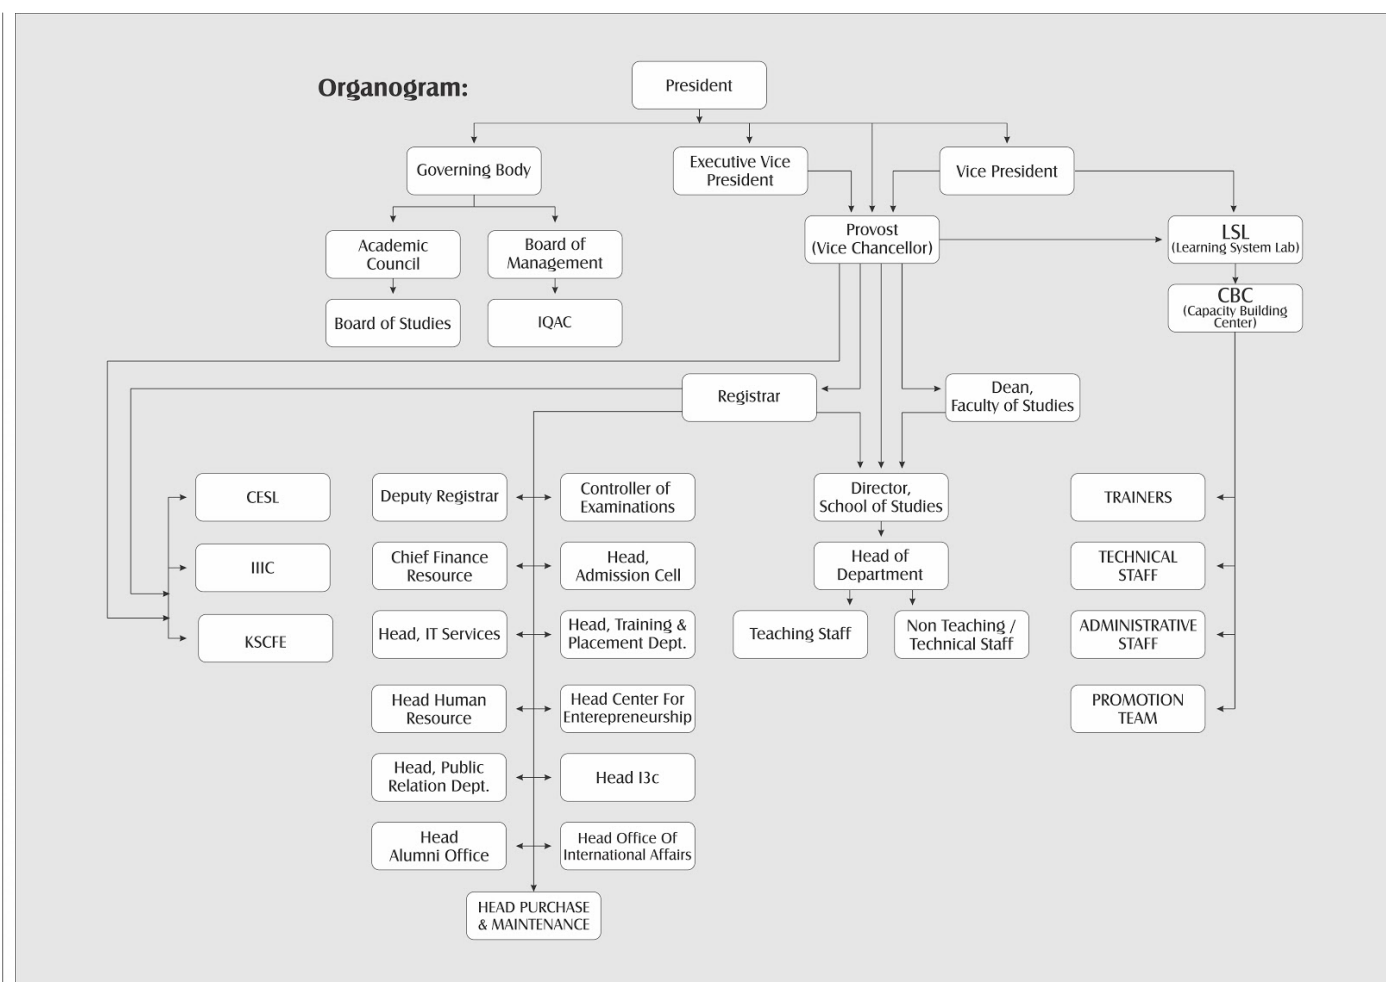 Organogram:
President
Governing Body
Executive Vice
President
Vice President
Provost
(Vice Chancellor)
LSL
(Learning System Lab)
Academic
Council
Board of
Management
CBC
(Capacity Building
Center)
Board of Studies
IQAC
Registrar
Dean,
Faculty of Studies
CESL
Deputy Registrar
Controller of
Examinations
Director,
School of Studies
TRAINERS
IIIC
Chief Finance
Resource
Head,
Admission Cell
Head of
Department
TECHNICAL
STAFF
KSCFE
Head, IT Services
Head, Training &
Placement Dept.
Teaching Staff
Non Teaching /
Technical Staff
ADMINISTRATIVE
STAFF
Head Human
Resource
Head Center For
Enterepreneurship
PROMOTION
TEAM
Head, Public
Relation Dept.
Head I3c
Head
Alumni Office
Head Office Of
International Affairs
HEAD PURCHASE
& MAINTENANCE